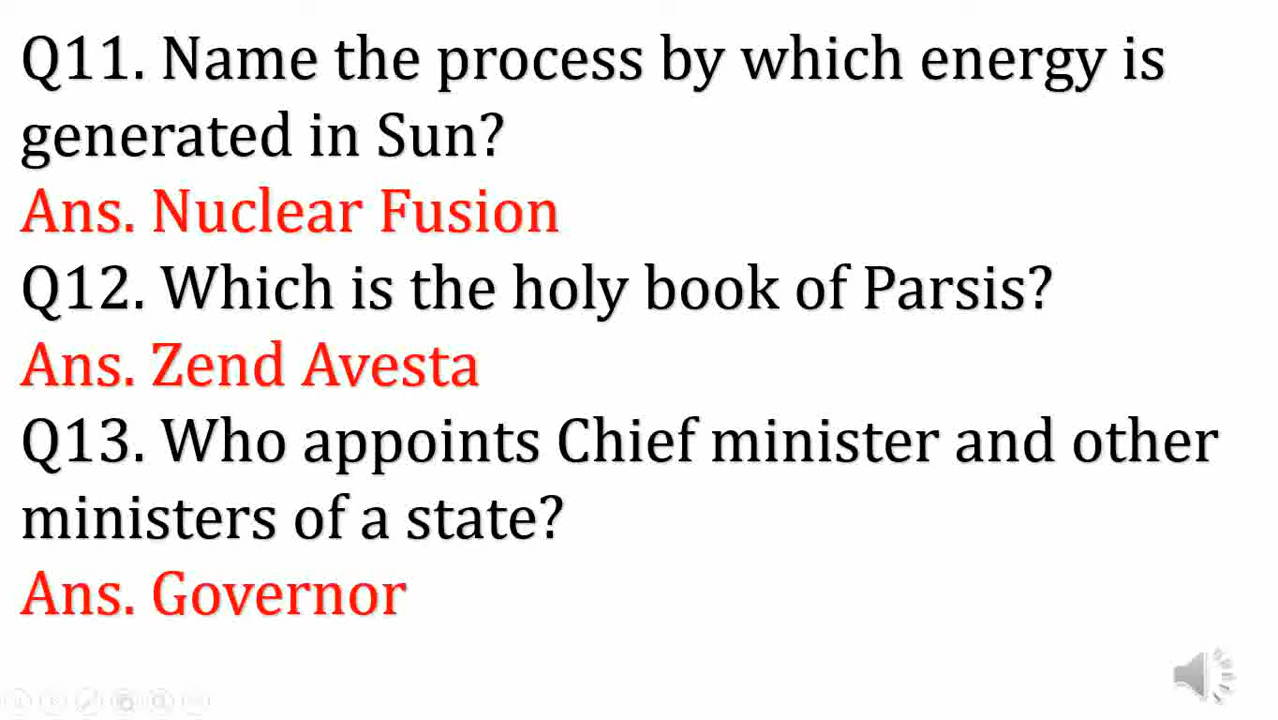 Q11. Name the process by which energy is
generated in Sun?
Ans. Nuclear Fusion
Q12. Which is the holy book of Parsis?
Ans. Zend Avesta
Q13. Who appoints Chief minister and other
ministers of a state?
Ans. Governor